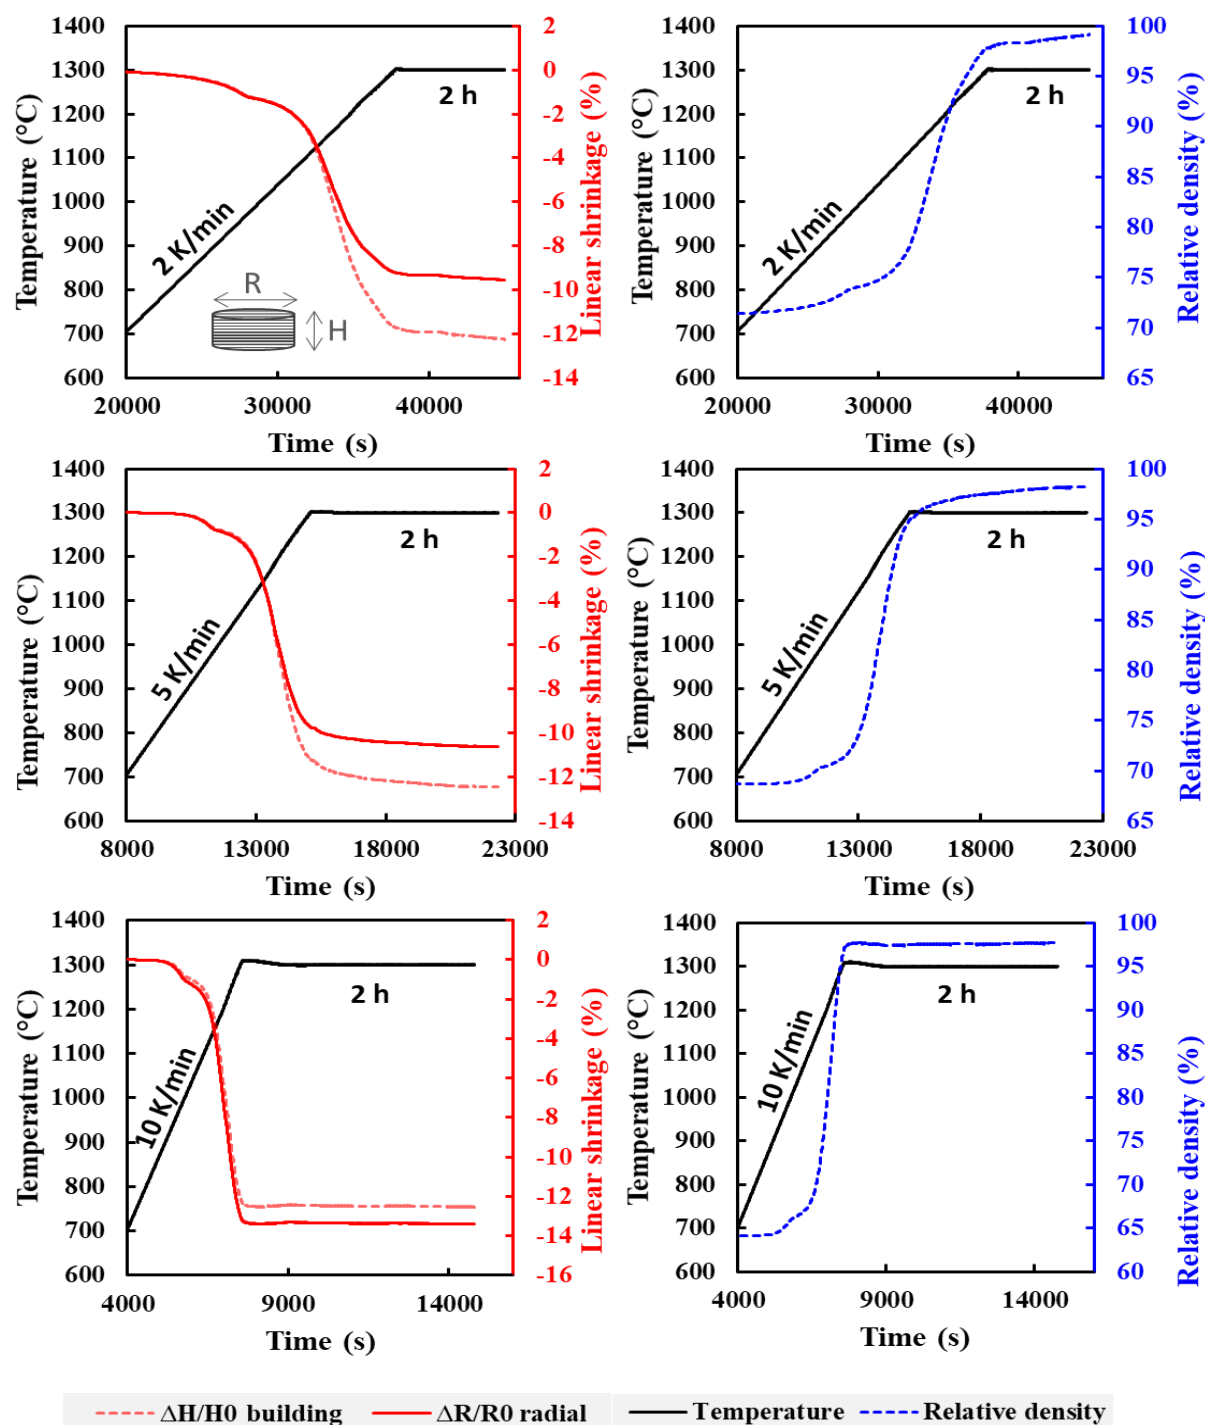 1400
1300
1200
1100
1000
900
800
700
600
Temperature (°C)
2
0
-2
-4
-6
-8
-10
-12
-14
Linear shrinkage (%)
2 h
2 K/min
R
H
20000 30000 40000
Time (s)
1400
1300
1200
1100
1000
900
800
700
600
Temperature (°C)
100
95
90
85
80
75
70
65
Relative density (%)
2 h
2 K/min
20000 30000 40000
Time (s)
1400
1300
1200
1100
1000
900
800
700
600
Temperature (°C)
2
0
-2
-4
-6
-8
-10
-12
-14
Linear shrinkage (%)
2 h
5 K/min
8000 13000 18000 23000
Time (s)
1400
1300
1200
1100
1000
900
800
700
600
Temperature (°C)
100
95
90
85
80
75
70
65
Relative density (%)
2 h
5 K/min
8000 13000 18000 23000
Time (s)
1400
1300
1200
1100
1000
900
800
700
600
Temperature (°C)
2
0
-2
-4
-6
-8
-10
-12
-14
-16
Linear shrinkage (%)
2 h
10 K/min
4000 9000 14000
Time (s)
1400
1300
1200
1100
1000
900
800
700
600
Temperature (°C)
100
95
90
85
80
75
70
65
60
Relative density (%)
2 h
10 K/min
4000 9000 14000
Time (s)
ΔH/H0 building ΔR/R0 radial Temperature Relative density